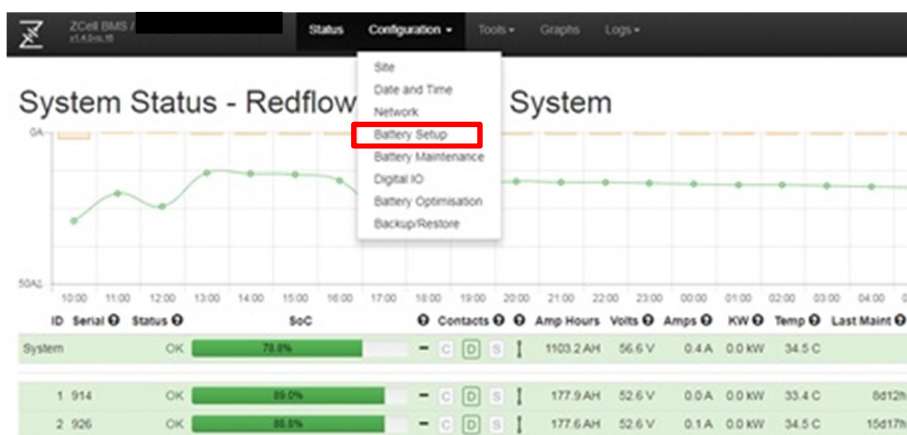 ZCell BMS /
Status Configuration Tools Graphs Logs
Site
Date and Time
Network
Battery Setup
Battery Maintenance
Digital IO
Battery Optimisation
Backup/Restore
System Status - Redflow System
0A
10:00 11:00 12:00 13:00 14:00 15:00 16:00 17:00 18:00 19:00 20:00 21:00 22:00 23:00 00:00 01:00 02:00 03:00 04:00
ID Serial Status SoC Contacts Amp Hours Volts Amps KW Temp Last Maint
System OK 78.8% - C D S 1103.2 AH 56.6 V 0.4 A 0.0 kW 34.5 C
1 914 OK 89.0% - C D S 177.9 AH 52.6 V 0.0 A 0.0 kW 33.4 C 8d12h
2 926 OK - C D S 177.6 AH 52.6 V 0.1 A 0.0 kW 34.5 C 15d17h